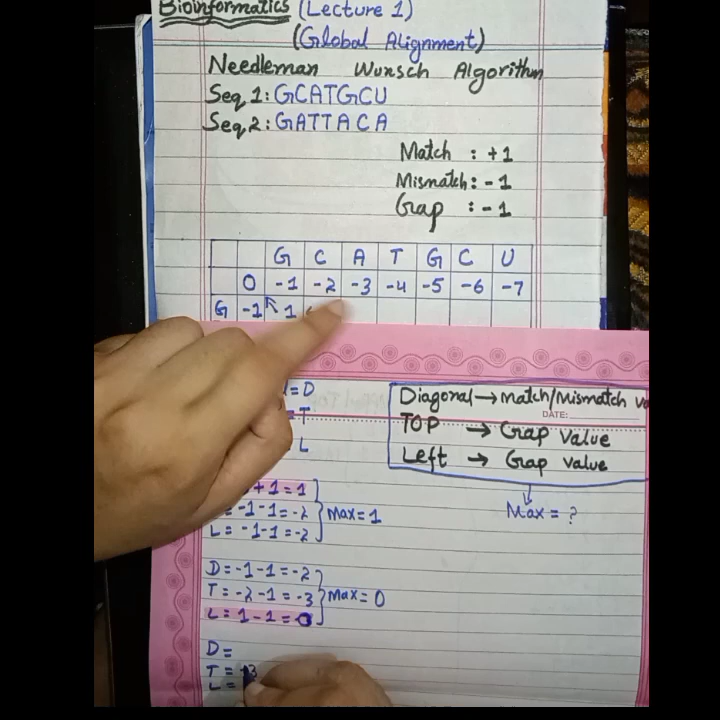 Bioinformatics (Lecture 1)
(Global Alignment)
Needleman Wunsch Algorithm
Seq.1: GCATGCU
Seq.2: GATTACA
Match : +1
Mismatch: -1
Gap : -1
G C A T G C U
0 -1 -2 -3 -4 -5 -6 -7
G -1 1
=D
T
L
Diagonal → Match/Mismatch
DATE:
TOP → Gap Value
Left → Gap Value
Max = ?
+1=1
-1-1=-2
L= -1-1=-2
Max=1
D=-1-1=-2
T=-2-1=-3
L= 1-1=0
Max=0
D=
T=
L=